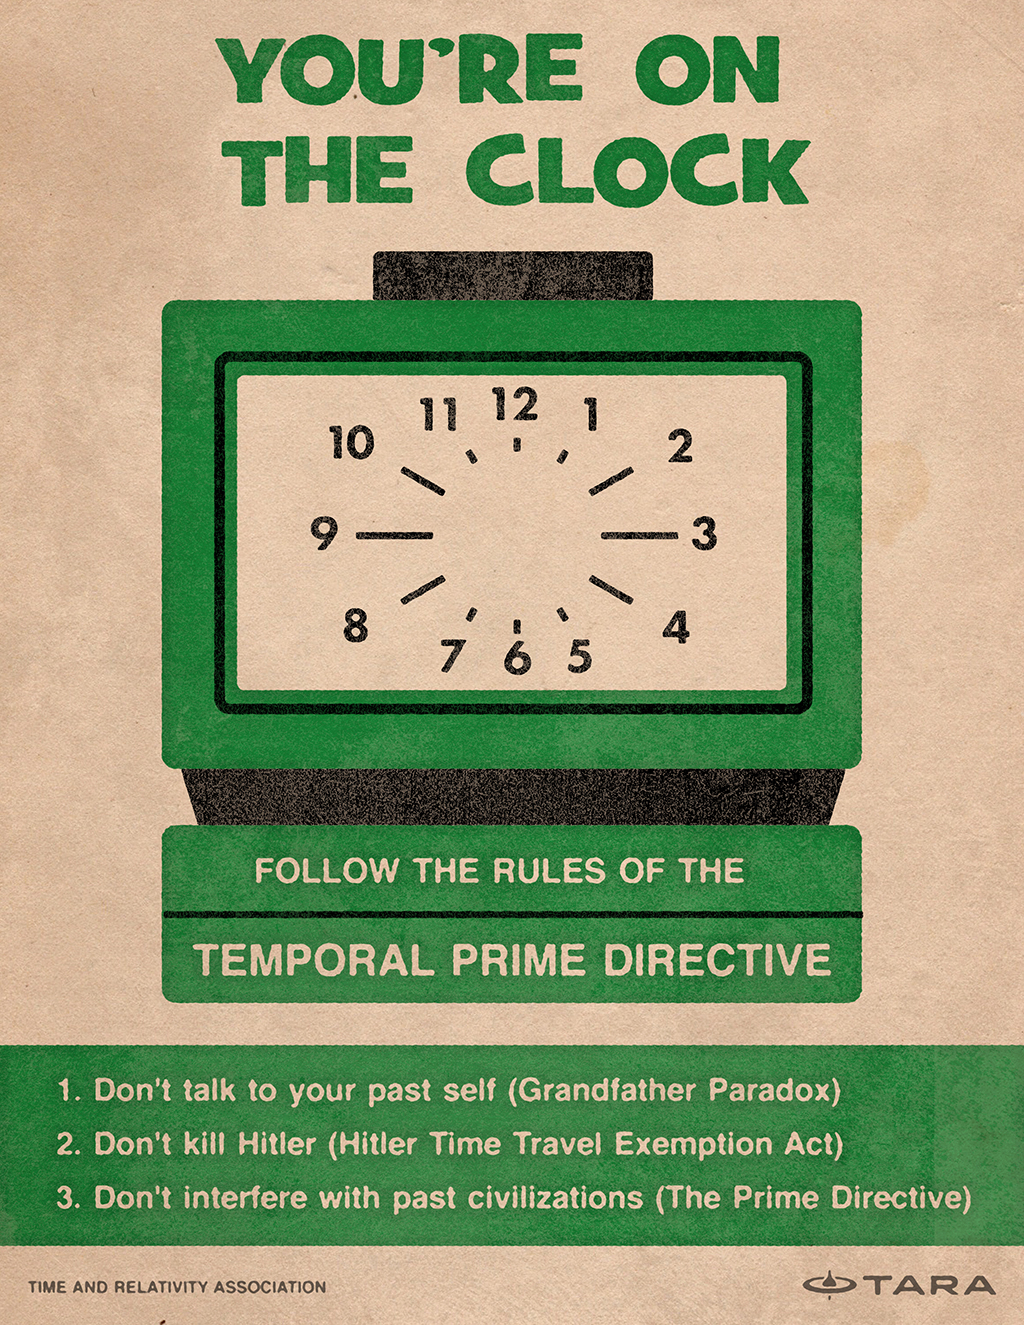 YOU'RE ON
THE CLOCK
12
11 1
10 2
9 3
8 4
7 6 5
FOLLOW THE RULES OF THE
TEMPORAL PRIME DIRECTIVE
1. Don't talk to your past self (Grandfather Paradox)
2. Don't kill Hitler (Hitler Time Travel Exemption Act)
3. Don't interfere with past civilizations (The Prime Directive)
TIME AND RELATIVITY ASSOCIATION
TARA